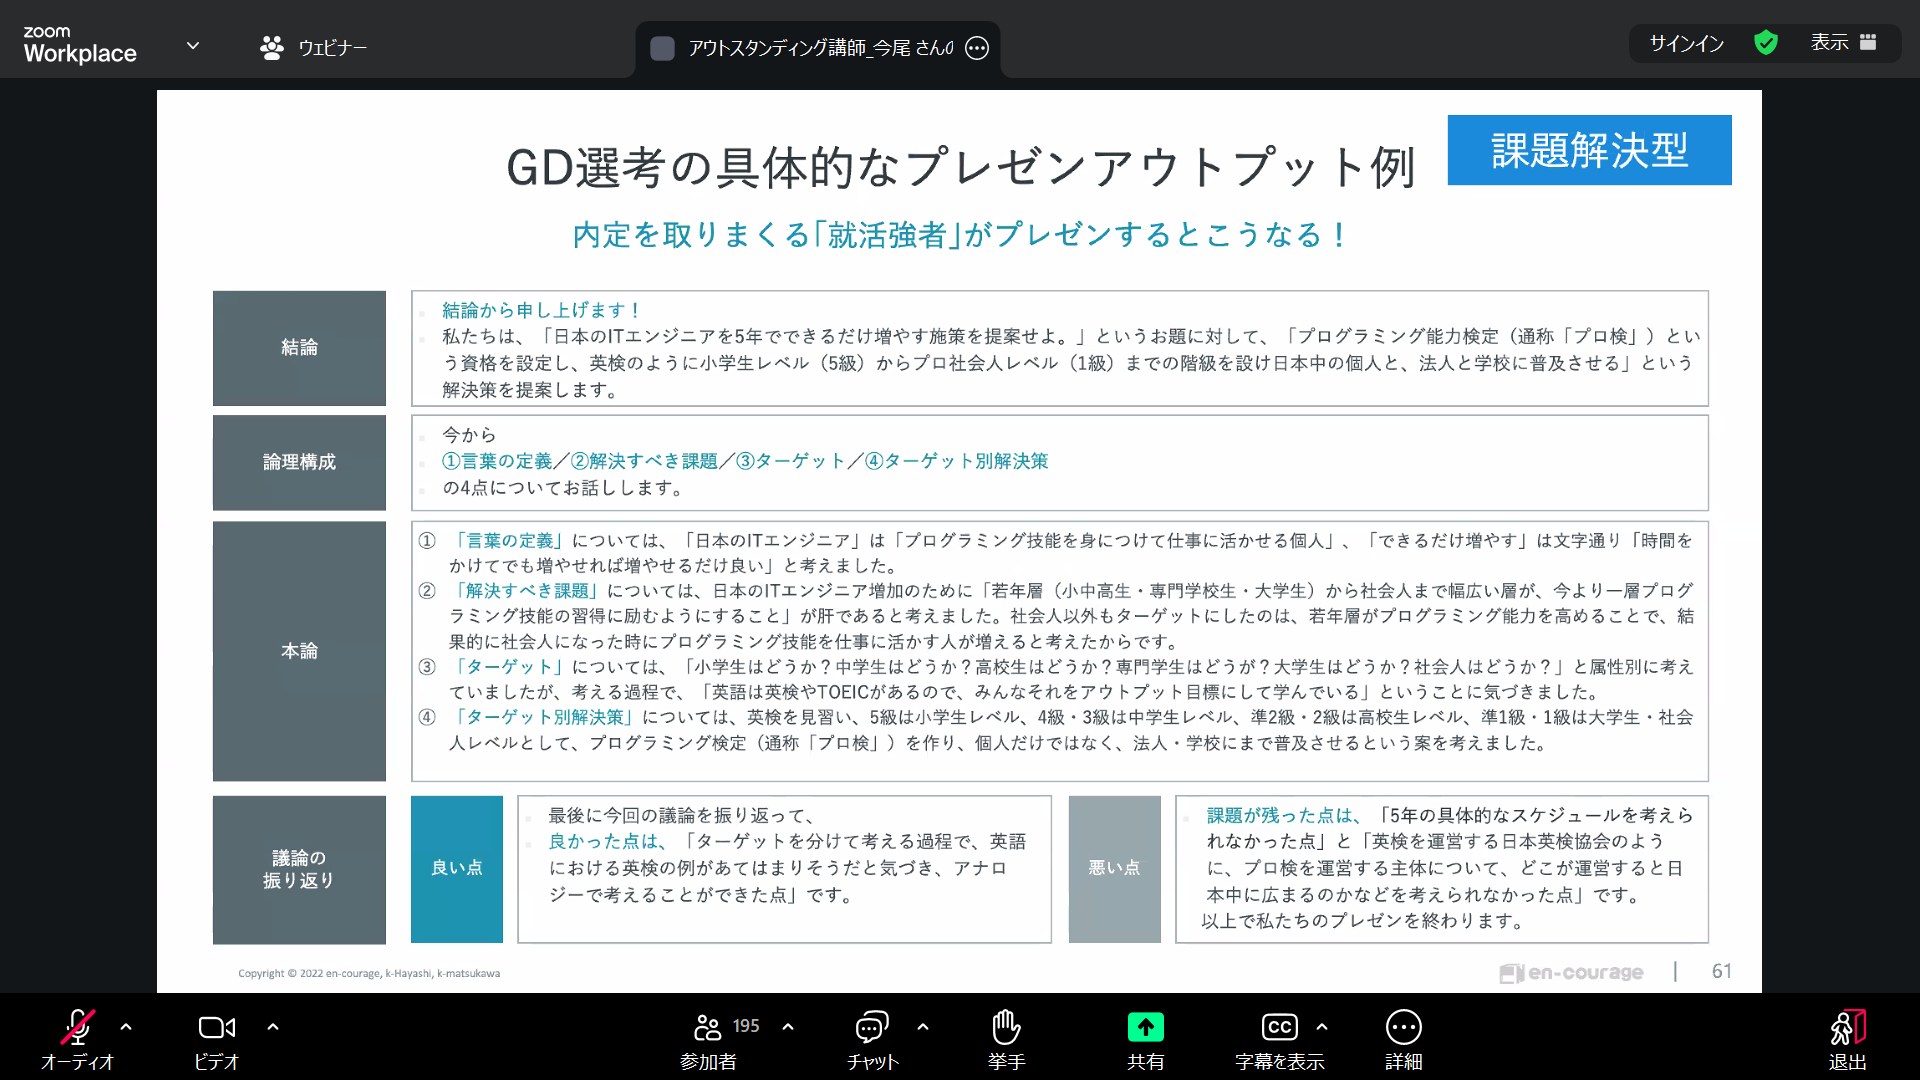 zoom
Workplace
ウェビナー
アウトスタンディング講師_今尾 さんの
サインイン
表示
GD選考の具体的なプレゼンアウトプット例
課題解決型
内定を取りまくる「就活強者」がプレゼンするとこうなる！
結論
結論から申し上げます！
私たちは、「日本のITエンジニアを5年でできるだけ増やす施策を提案せよ。」というお題に対して、「プログラミング能力検定（通称「プロ検」）とい
う資格を設定し、英検のように小学生レベル（5級）からプロ社会人レベル（1級）までの階級を設け日本中の個人と、法人と学校に普及させる」という
解決策を提案します。
論理構成
今から
①言葉の定義／②解決すべき課題／③ターゲット／④ターゲット別解決策
の4点についてお話しします。
本論
① 「言葉の定義」については、「日本のITエンジニア」は「プログラミング技能を身につけて仕事に活かせる個人」、「できるだけ増やす」は文字通り「時間を
かけてでも増やせれば増やせるだけ良い」と考えました。
② 「解決すべき課題」については、日本のITエンジニア増加のために「若年層（小中高生・専門学校生・大学生）から社会人まで幅広い層が、今より一層プログ
ラミング技能の習得に励むようにすること」が肝であると考えました。社会人以外もターゲットにしたのは、若年層がプログラミング能力を高めることで、結
果的に社会人になった時にプログラミング技能を仕事に活かす人が増えると考えたからです。
③ 「ターゲット」については、「小学生はどうか？中学生はどうか？高校生はどうか？専門学生はどうが？大学生はどうか？社会人はどうか？」と属性別に考え
ていましたが、考える過程で、「英語は英検やTOEICがあるので、みんなそれをアウトプット目標にして学んでいる」ということに気づきました。
④ 「ターゲット別解決策」については、英検を見習い、5級は小学生レベル、4級・3級は中学生レベル、準2級・2級は高校生レベル、準1級・1級は大学生・社会
人レベルとして、プログラミング検定（通称「プロ検」）を作り、個人だけではなく、法人・学校にまで普及させるという案を考えました。
議論の
振り返り
良い点
最後に今回の議論を振り返って、
良かった点は、「ターゲットを分けて考える過程で、英語
における英検の例があてはまりそうだと気づき、アナロ
ジーで考えることができた点」です。
悪い点
課題が残った点は、「5年の具体的なスケジュールを考えら
れなかった点」と「英検を運営する日本英検協会のよう
に、プロ検を運営する主体について、どこが運営すると日
本中に広まるのかなどを考えられなかった点」です。
以上で私たちのプレゼンを終わります。
Copyright © 2022 en-courage, k-Hayashi, k-matsukawa
en-courage
61
オーディオ
ビデオ
195
参加者
チャット
挙手
共有
CC
字幕を表示
詳細
退出